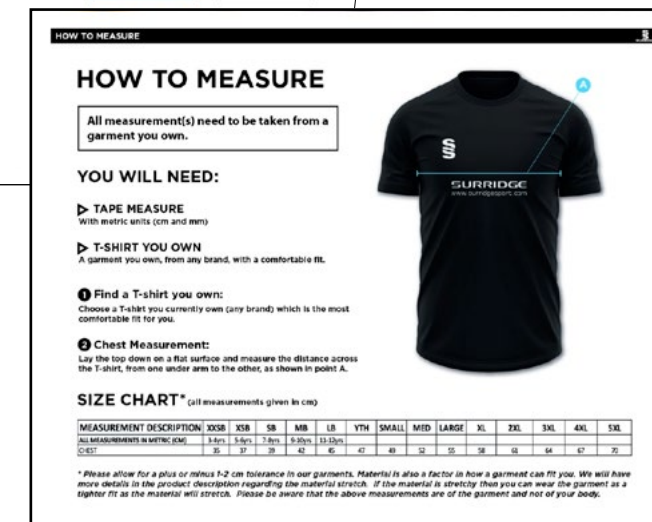 HOW TO MEASURE
HOW TO MEASURE
All measurement(s) need to be taken from a
garment you own.
YOU WILL NEED:
TAPE MEASURE
With metric units (cm and mm)
T-SHIRT YOU OWN
A garment you own, from any brand, with a comfortable fit.
1 Find a T-shirt you own:
Choose a T-shirt you currently own (any brand) which is the most
comfortable fit for you.
2 Chest Measurement:
Lay the top down on a flat surface and measure the distance across
the T-shirt, from one under arm to the other, as shown in point A.
A
SURRIDGE
www.surridgesport.com
SIZE CHART* (all measurements given in cm)
MEASUREMENT DESCRIPTION XXSB XSB SB MB LB YTH SMALL MED LARGE XL 2XL 3XL 4XL 5XL
ALL MEASUREMENTS IN METRIC (CM) 3-4yrs 5-6yrs 7-8yrs 9-10yrs 11-12yrs
CHEST 35 37 39 42 45 47 49 52 55 58 61 64 67 70
* Please allow for a plus or minus 1-2 cm tolerance in our garments. Material is also a factor in how a garment can fit you. We will have
more details in the product description regarding the material stretch. If the material is stretchy then you can wear the garment as a
tighter fit as the material will stretch. Please be aware that the above measurements are of the garment and not of your body.